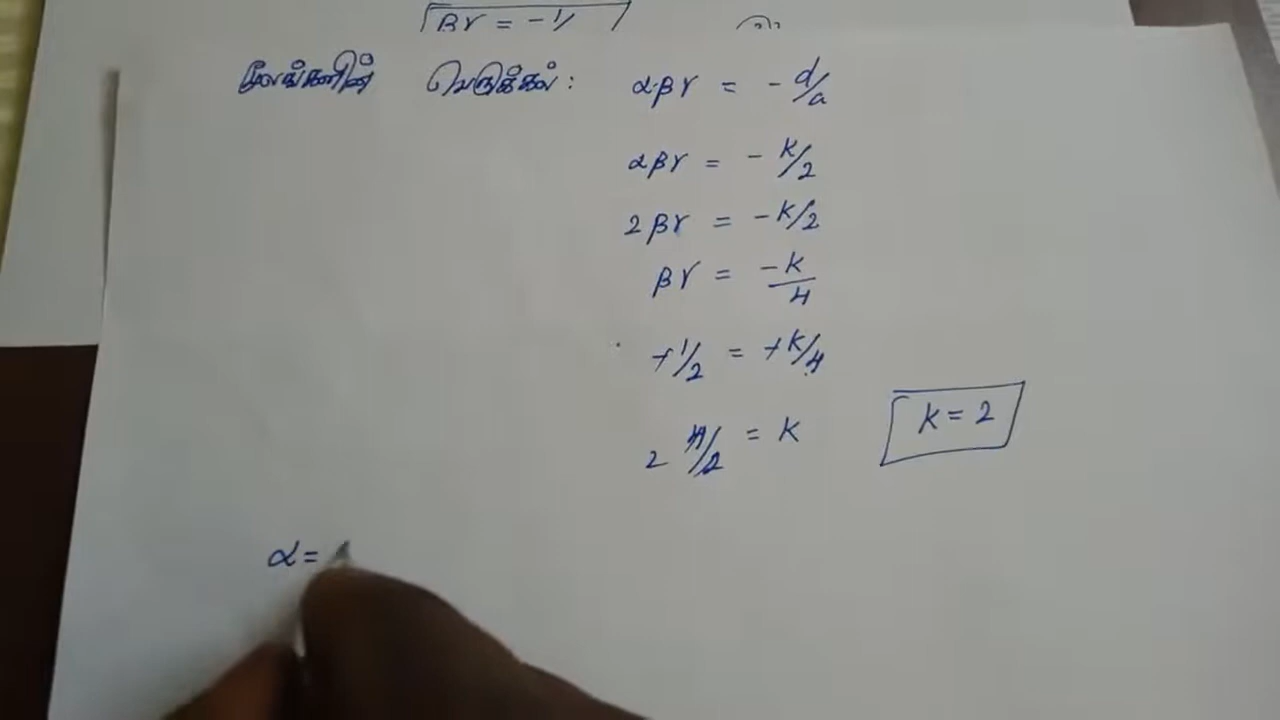 βγ = -1/
மூலங்களின் பெருக்கல் : αβγ = - d/a
αβγ = - k/2
2βγ = -k/2
βγ = -k/4
+1/2 = +k/4
2 4/2 = k
k = 2
α =